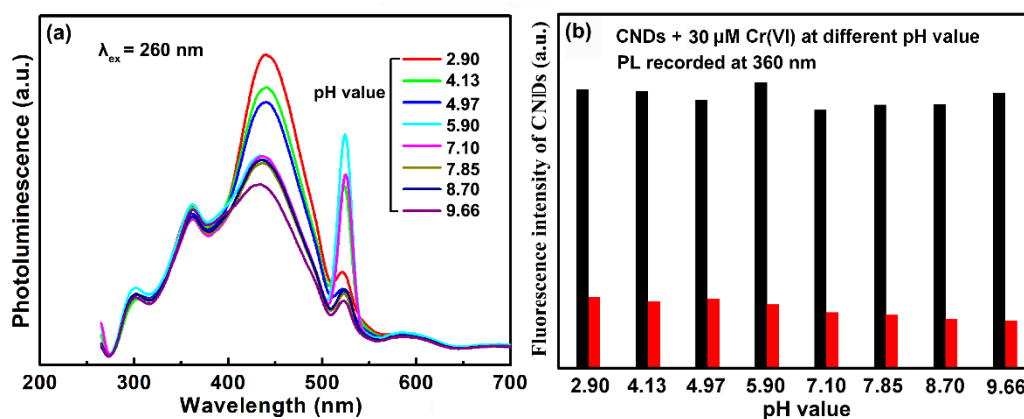 (a)
λex = 260 nm
pH value
2.90
4.13
4.97
5.90
7.10
7.85
8.70
9.66
Photoluminescence (a.u.)
200 300 400 500 600 700
Wavelength (nm)
(b)
CNDs + 30 µM Cr(VI) at different pH value
PL recorded at 360 nm
Fluorescence intensity of CNDs (a.u.)
2.90 4.13 4.97 5.90 7.10 7.85 8.70 9.66
pH value